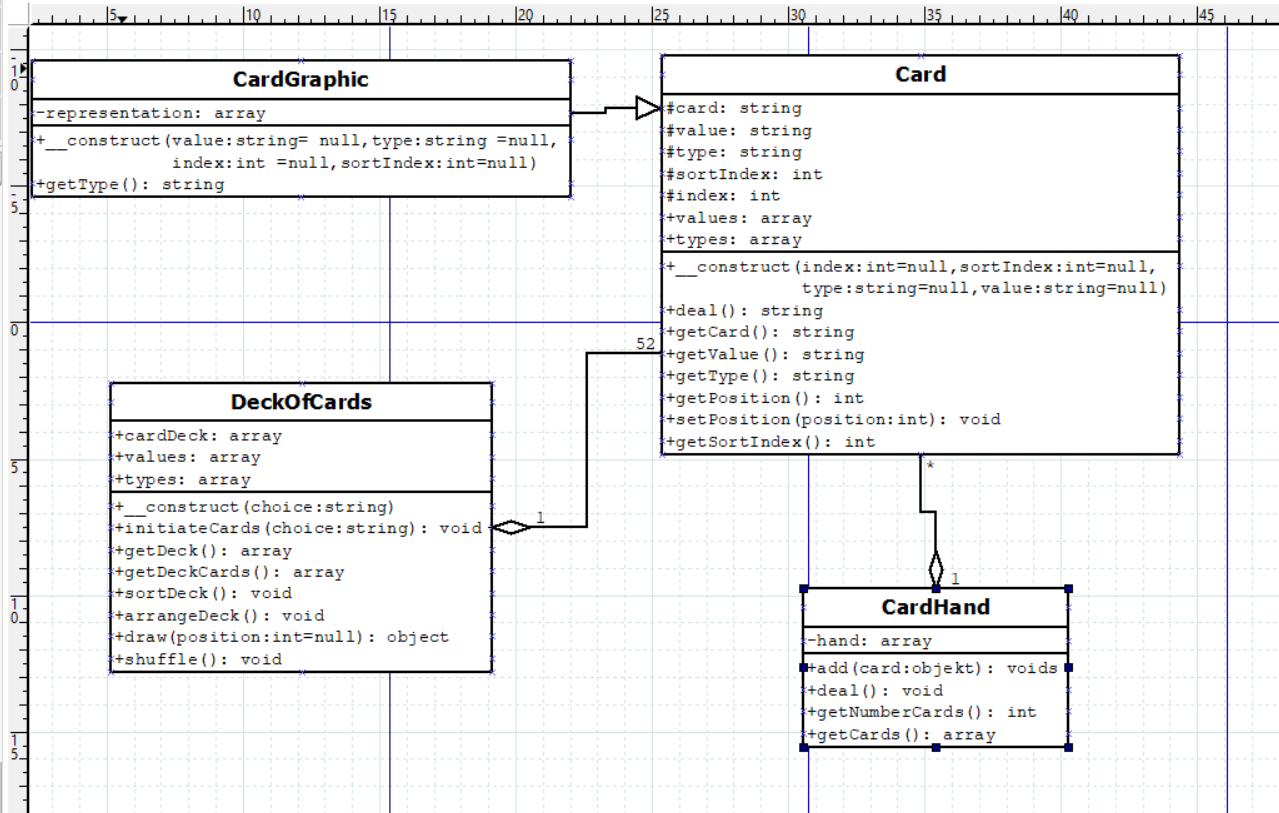 5 10 15 20 25 30 35 40 45
10
5
0
5
10
15
CardGraphic
-representation: array
+__construct(value:string= null,type:string =null,
index:int =null,sortIndex:int=null)
+getType(): string
Card
#card: string
#value: string
#type: string
#sortIndex: int
#index: int
+values: array
+types: array
+__construct(index:int=null,sortIndex:int=null,
type:string=null,value:string=null)
+deal(): string
+getCard(): string
+getValue(): string
+getType(): string
+getPosition(): int
+setPosition(position:int): void
+getSortIndex(): int
52
DeckOfCards
+cardDeck: array
+values: array
+types: array
+__construct(choice:string)
+initiateCards(choice:string): void
+getDeck(): array
+getDeckCards(): array
+sortDeck(): void
+arrangeDeck(): void
+draw(position:int=null): object
+shuffle(): void
1
*
1
CardHand
-hand: array
+add(card:objekt): voids
+deal(): void
+getNumberCards(): int
+getCards(): array